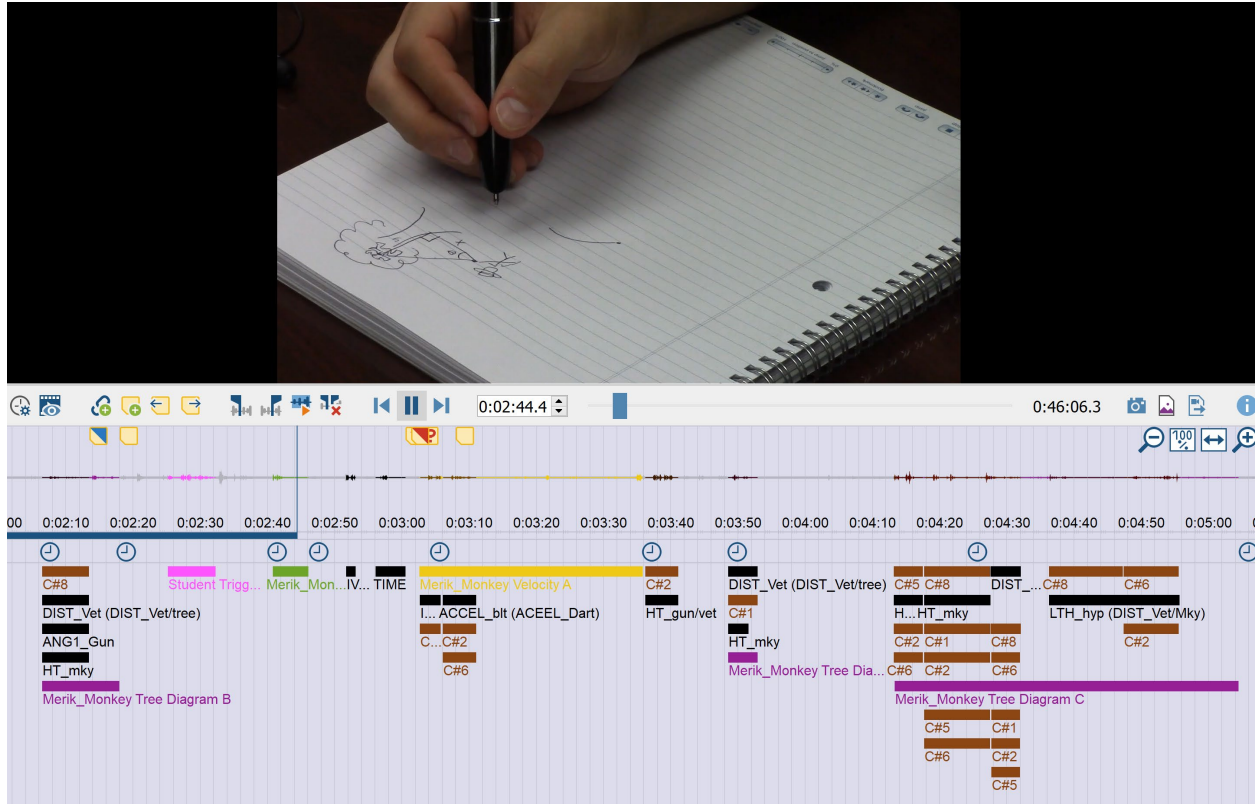 h
x
θ
0:02:44.4
0:46:06.3
100 %
00 0:02:10 0:02:20 0:02:30 0:02:40 0:02:50 0:03:00 0:03:10 0:03:20 0:03:30 0:03:40 0:03:50 0:04:00 0:04:10 0:04:20 0:04:30 0:04:40 0:04:50 0:05:00 0
C#8 Student Trigg... Merik_Mon... IV... TIME Merik_Monkey Velocity A C#2 DIST_Vet (DIST_Vet/tree) C#5 C#8 DIST_... C#8 C#6
DIST_Vet (DIST_Vet/tree) I... ACCEL_blt (ACEEL_Dart) HT_gun/vet C#1 H... HT_mky LTH_hyp (DIST_Vet/Mky)
ANG1_Gun C... C#2 HT_mky C#2 C#1 C#8 C#2
HT_mky C#6 Merik_Monkey Tree Dia... C#6 C#2 C#6
Merik_Monkey Tree Diagram B Merik_Monkey Tree Diagram C
C#5 C#1
C#6 C#2
C#5